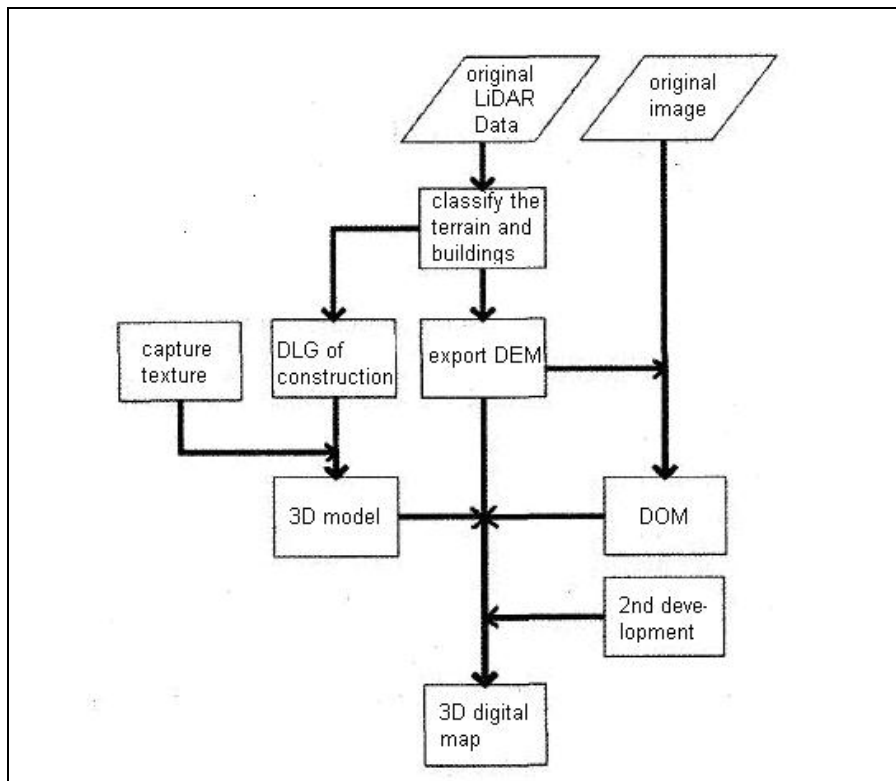 original
LiDAR
Data
original
image
classify the
terrain and
buildings
capture
texture
DLG of
construction
export DEM
3D model
DOM
2nd deve-
lopment
3D digital
map